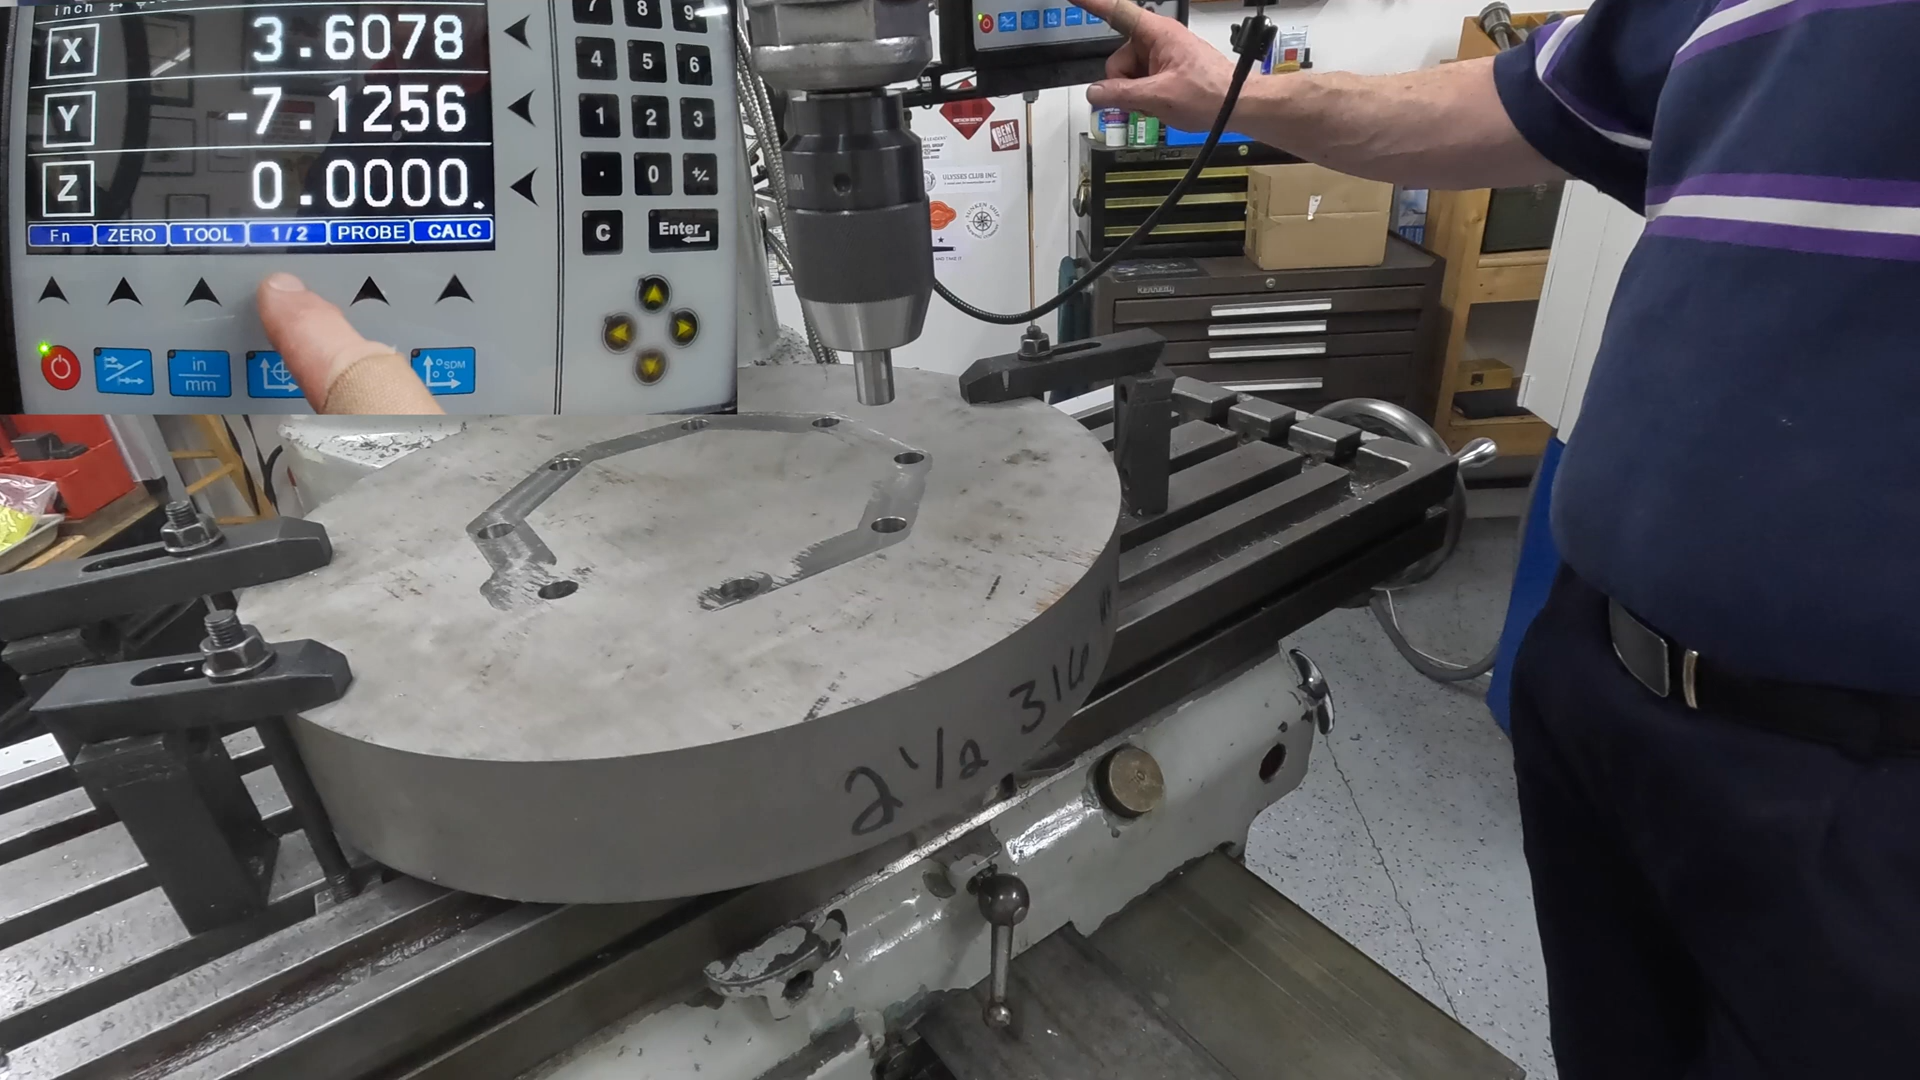 inch
X 3.6078
Y -7.1256
Z 0.0000
Fn ZERO TOOL 1/2 PROBE CALC
7 8 9
4 5 6
1 2 3
. 0 +/-
C Enter
in
mm
SDM
BENT
ULYSSES CLUB INC.
KENNEDY
2 1/2 316